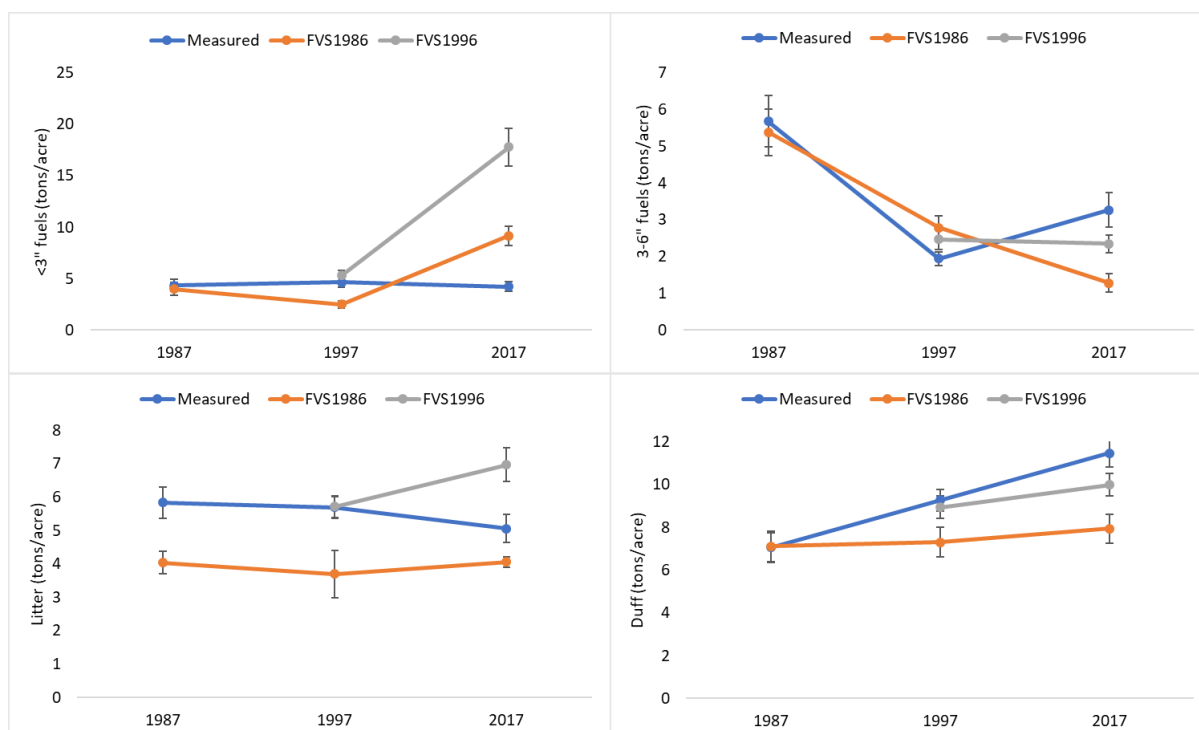 Measured FVS1986 FVS1996
<3" fuels (tons/acre)
25
20
15
10
5
0
1987 1997 2017
Measured FVS1986 FVS1996
3-6" fuels (tons/acre)
7
6
5
4
3
2
1
0
1987 1997 2017
Measured FVS1986 FVS1996
Litter (tons/acre)
8
7
6
5
4
3
2
1
0
1987 1997 2017
Measured FVS1986 FVS1996
Duff (tons/acre)
12
10
8
6
4
2
0
1987 1997 2017